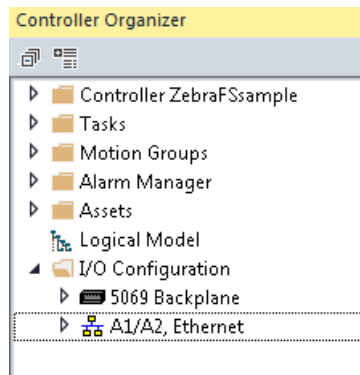 Controller Organizer
Controller ZebraFSsample
Tasks
Motion Groups
Alarm Manager
Assets
Logical Model
I/O Configuration
5069 Backplane
A1/A2, Ethernet